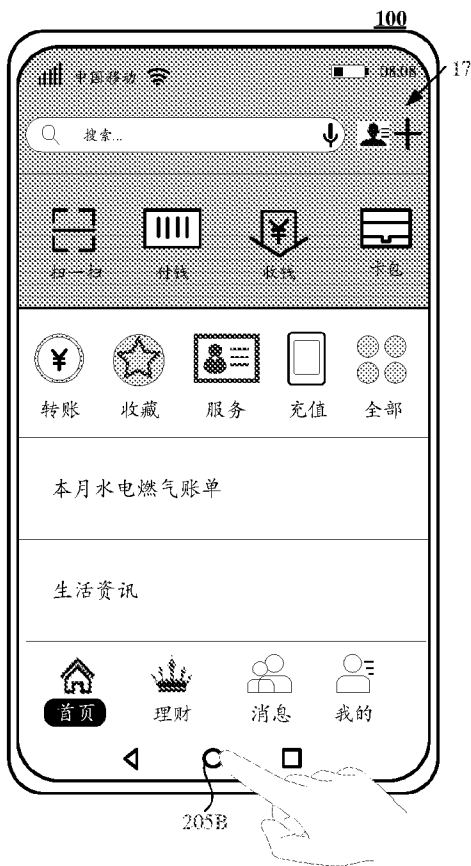 100
中国移动 08:08 17
搜索...
扫一扫 付钱 收钱 卡包
转账 收藏 服务 充值 全部
本月水电燃气账单
生活资讯
首页 理财 消息 我的
205B